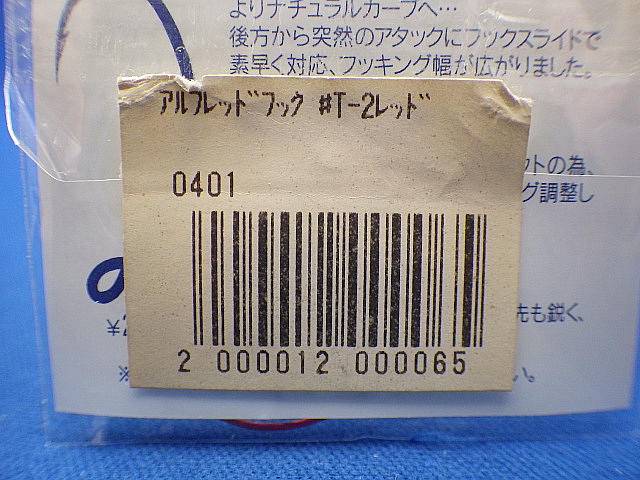 よりナチュラルカーブへ…
後方から突然のアタックにフックスライドで
素早く対応、フッキング幅が広がりました。
ｱﾙﾌﾚｯﾄﾞﾌｯｸ #T-2ﾚｯﾄﾞ
トの為、
0401
グ調整し
先も鋭く、
¥2
※
い。
2 000012 000065